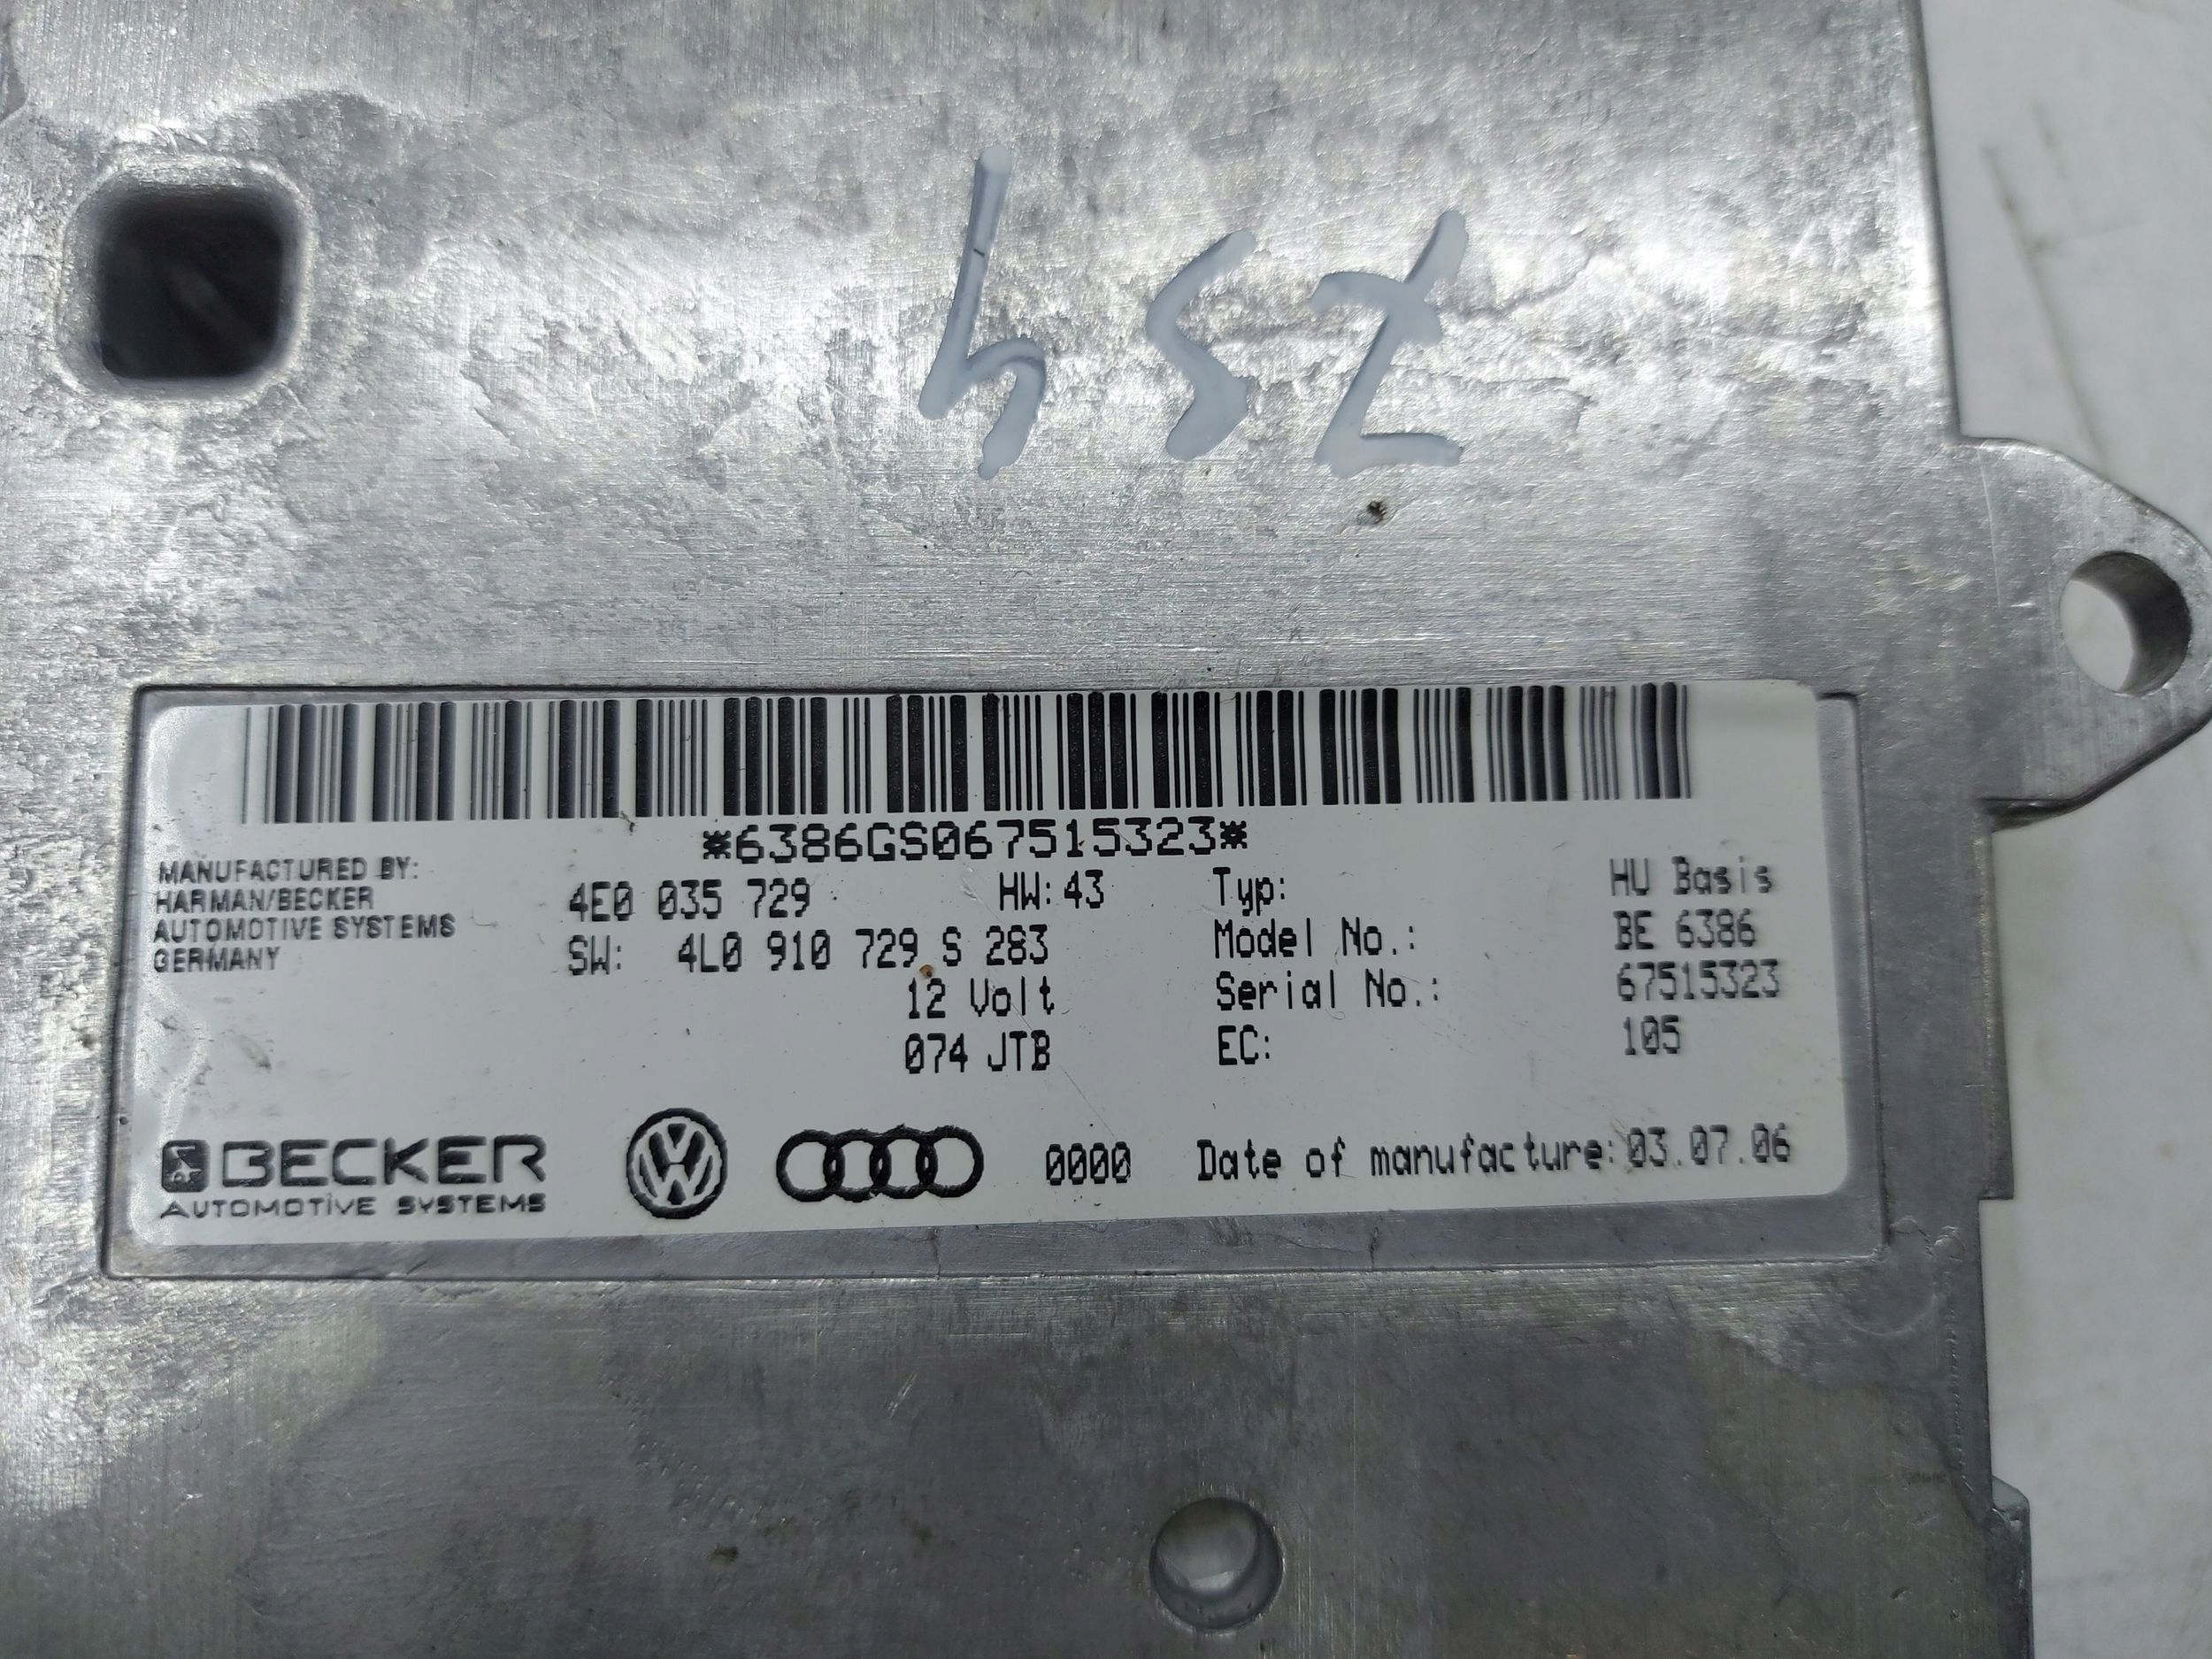 754
*6386GS067515323*
MANUFACTURED BY:
HARMAN/BECKER
AUTOMOTIVE SYSTEMS
GERMANY
4E0 035 729 HW: 43
SW: 4L0 910 729 S 283
12 Volt
074 JTB
Typ: HU Basis
Model No.: BE 6386
Serial No.: 67515323
EC: 105
BECKER
AUTOMOTIVE SYSTEMS
0000 Date of manufacture: 03.07.06